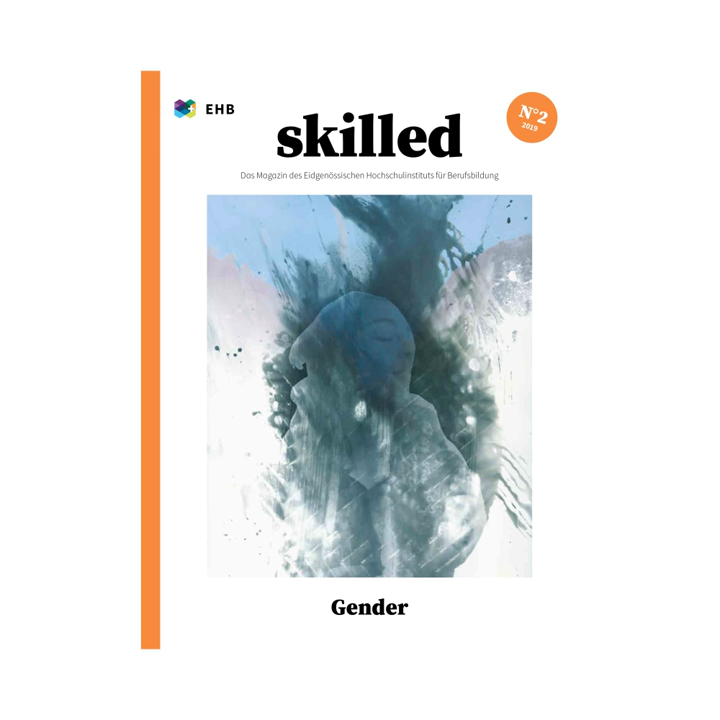 EHB
N°2
2019
skilled
Das Magazin des Eidgenössischen Hochschulinstituts für Berufsbildung
Gender